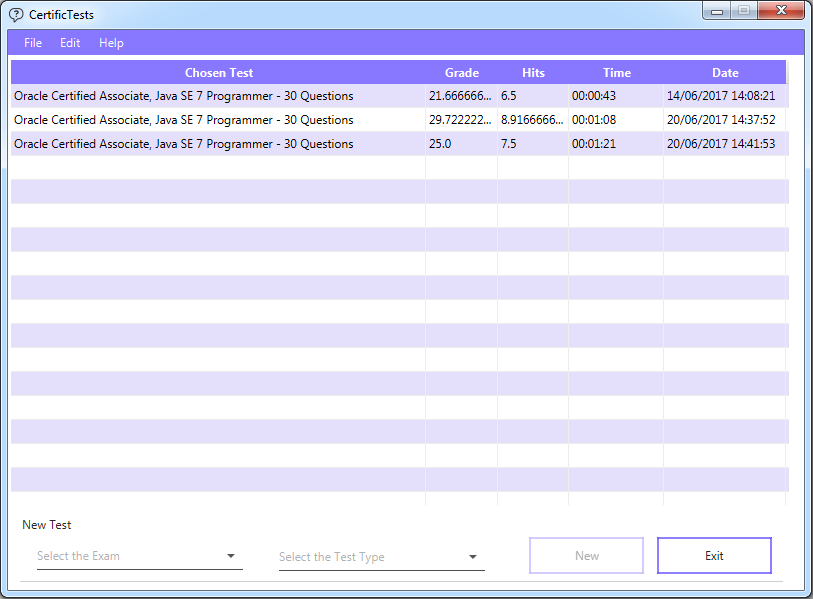 CertificTests
File Edit Help
Chosen Test Grade Hits Time Date
Oracle Certified Associate, Java SE 7 Programmer - 30 Questions 21.666666... 6.5 00:00:43 14/06/2017 14:08:21
Oracle Certified Associate, Java SE 7 Programmer - 30 Questions 29.722222... 8.9166666... 00:01:08 20/06/2017 14:37:52
Oracle Certified Associate, Java SE 7 Programmer - 30 Questions 25.0 7.5 00:01:21 20/06/2017 14:41:53
New Test
Select the Exam Select the Test Type New Exit